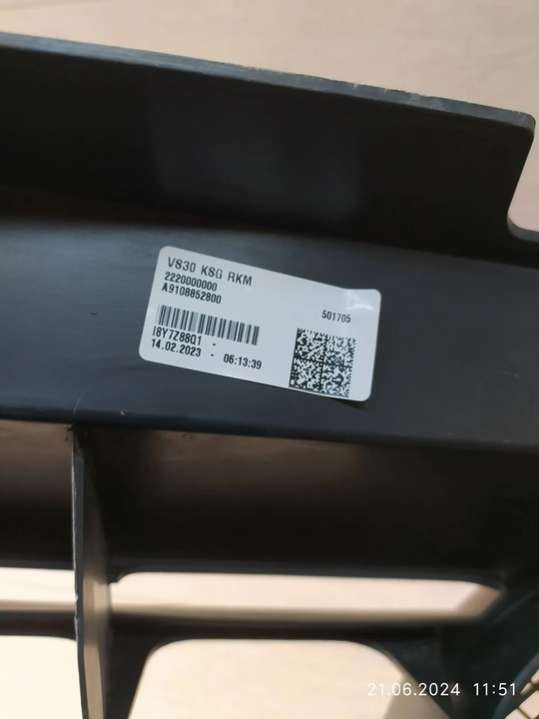 VS30 KSG RKM
2220000000
A9108852800
501705
I8Y7Z88Q1 -
14.02.2023 - 06:13:39
21.06.2024 11:51